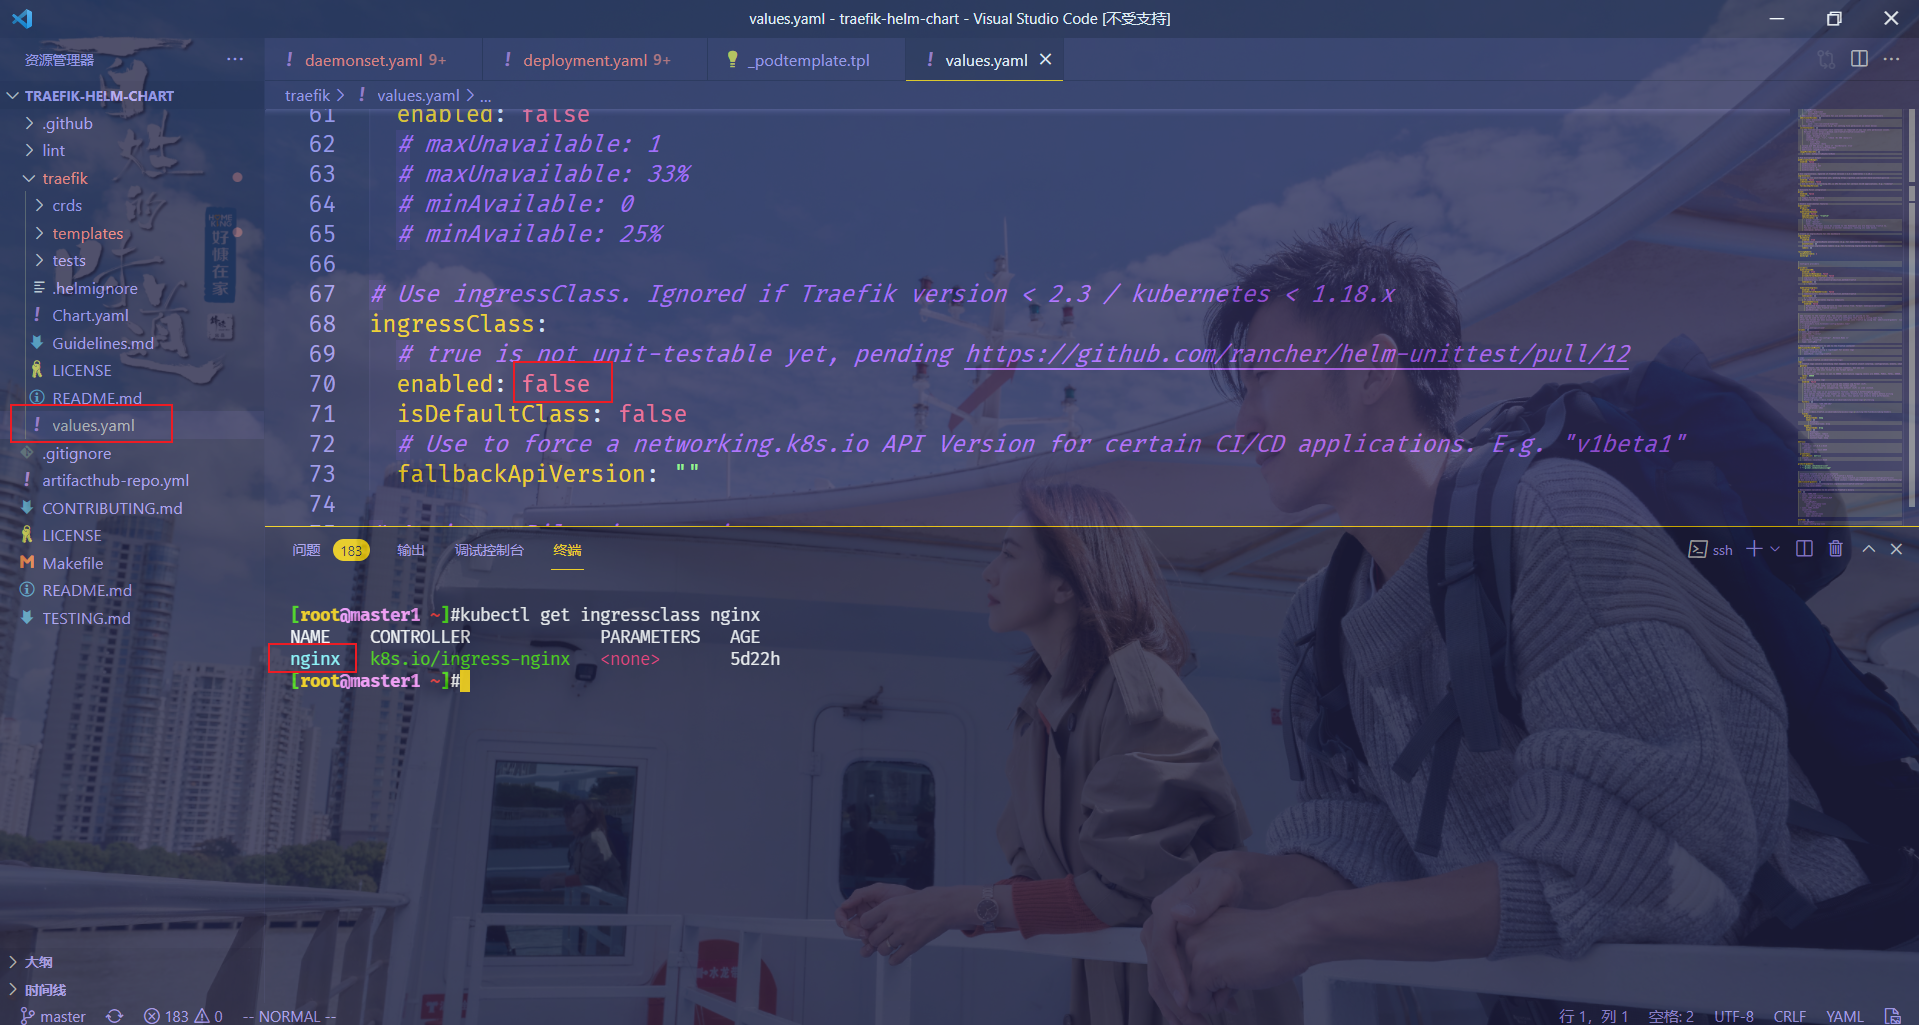 values.yaml - traefik-helm-chart - Visual Studio Code [不受支持]
资源管理器
TRAEFIK-HELM-CHART
.github
lint
traefik
crds
templates
tests
.helmignore
Chart.yaml
Guidelines.md
LICENSE
README.md
values.yaml
.gitignore
artifacthub-repo.yml
CONTRIBUTING.md
LICENSE
Makefile
README.md
TESTING.md
大纲
时间线
daemonset.yaml 9+
deployment.yaml 9+
_podtemplate.tpl
values.yaml
traefik > ! values.yaml > ...
61 enabled: false
62 # maxUnavailable: 1
63 # maxUnavailable: 33%
64 # minAvailable: 0
65 # minAvailable: 25%
66
67 # Use ingressClass. Ignored if Traefik version < 2.3 / kubernetes < 1.18.x
68 ingressClass:
69 # true is not unit-testable yet, pending https://github.com/rancher/helm-unittest/pull/12
70 enabled: false
71 isDefaultClass: false
72 # Use to force a networking.k8s.io API Version for certain CI/CD applications. E.g. "v1beta1"
73 fallbackApiVersion: ""
74
问题 183 输出 调试控制台 终端
ssh
[root@master1 ~]#kubectl get ingressclass nginx
NAME CONTROLLER PARAMETERS AGE
nginx k8s.io/ingress-nginx <none> 5d22h
[root@master1 ~]#
master 183 0 -- NORMAL --
行 1, 列 1 空格: 2 UTF-8 CRLF YAML
好慷在家